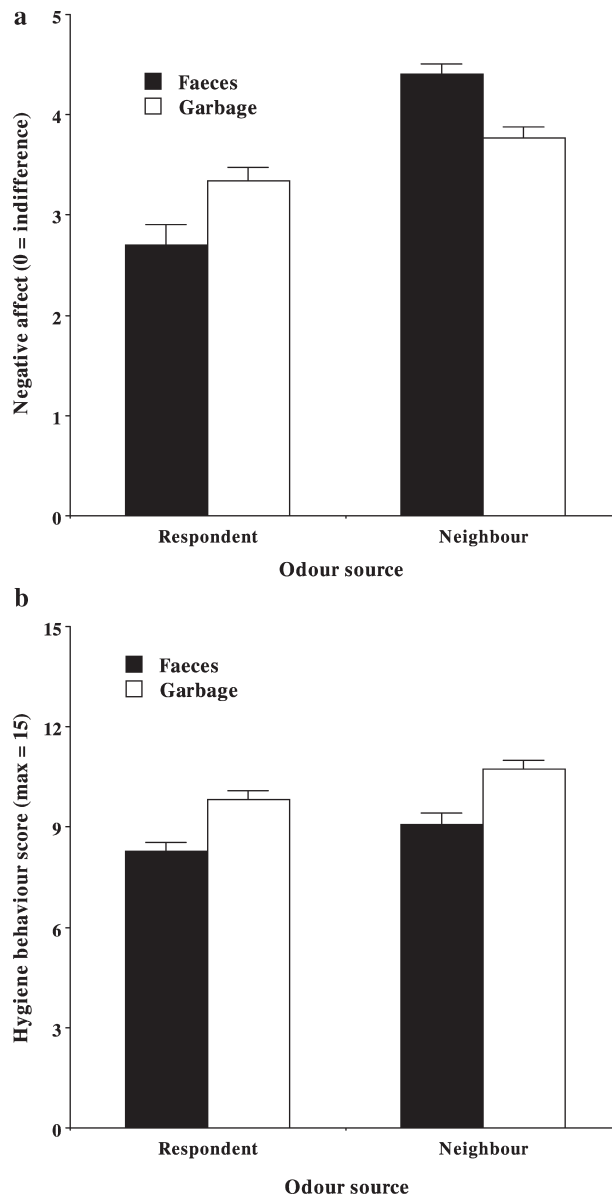 a
5
4
3
2
1
0
Negative affect (0 = indifference)
Faeces
Garbage
Respondent
Neighbour
Odour source
b
15
12
9
6
3
0
Hygiene behaviour score (max = 15)
Faeces
Garbage
Respondent
Neighbour
Odour source